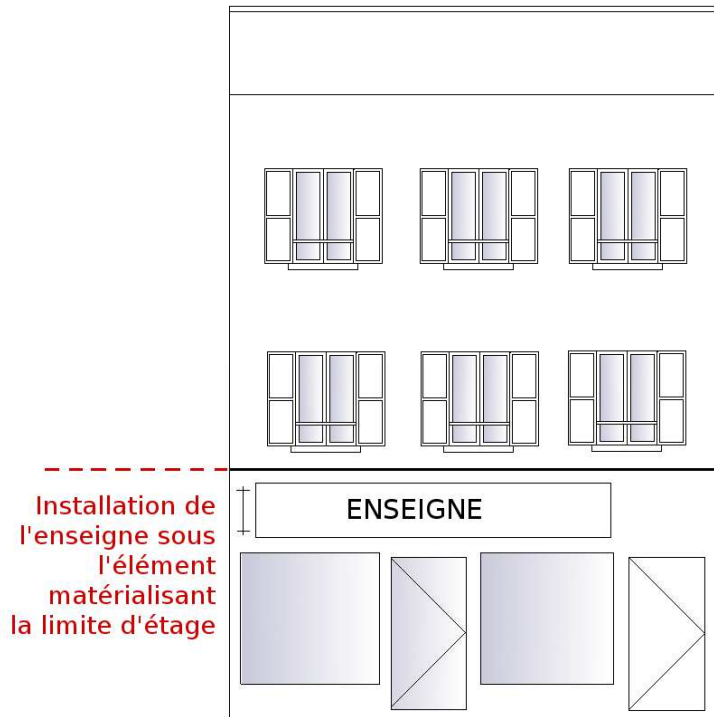 ENSEIGNE
Installation de
l'enseigne sous
l'élément
matérialisant
la limite d'étage